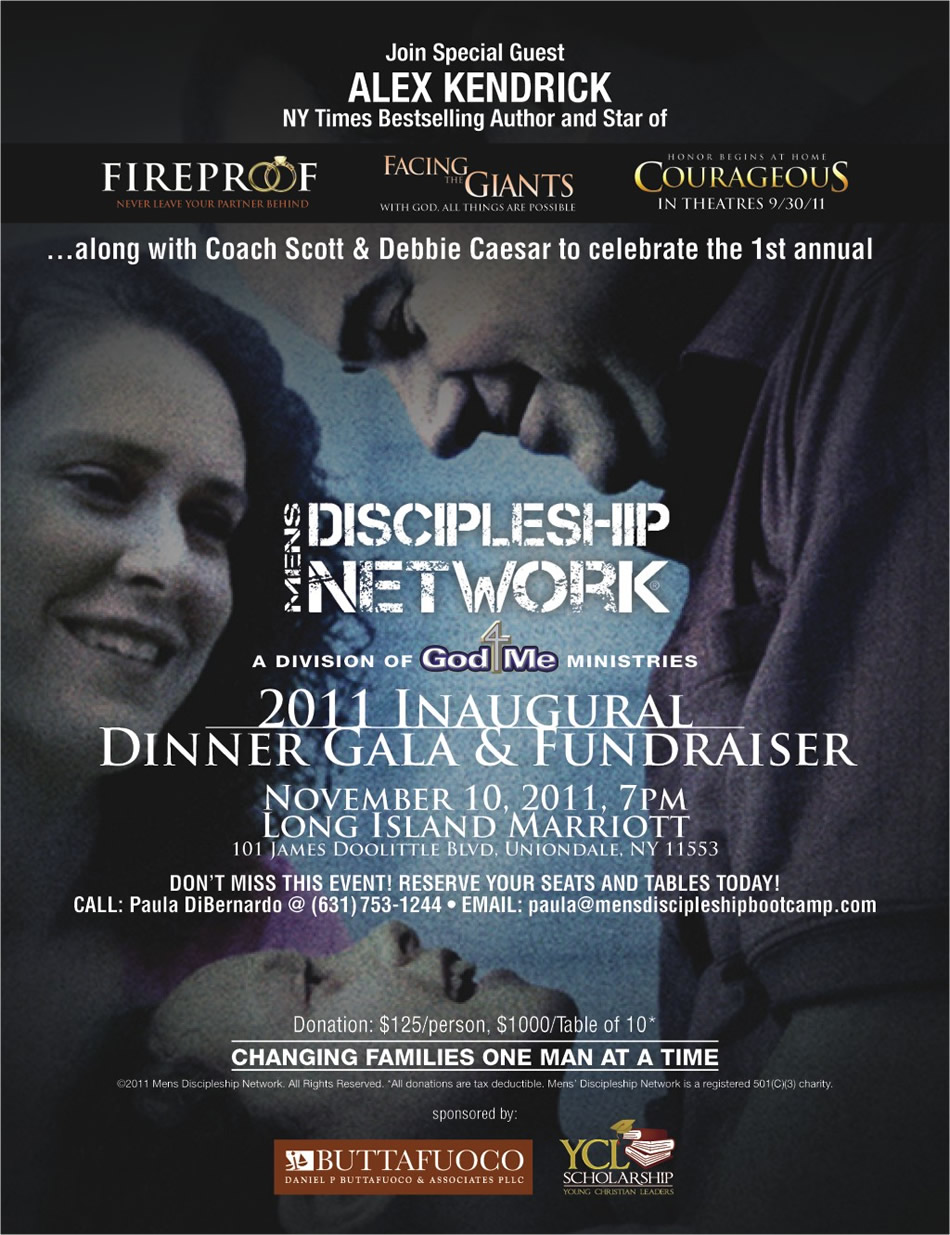 Join Special Guest
ALEX KENDRICK
NY Times Bestselling Author and Star of
FIREPROOF
NEVER LEAVE YOUR PARTNER BEHIND
FACING THE GIANTS
WITH GOD, ALL THINGS ARE POSSIBLE
HONOR BEGINS AT HOME
COURAGEOUS
IN THEATRES 9/30/11
...along with Coach Scott & Debbie Caesar to celebrate the 1st annual
MENS DISCIPLESHIP
NETWORK®
A DIVISION OF God4Me MINISTRIES
2011 INAUGURAL
DINNER GALA & FUNDRAISER
NOVEMBER 10, 2011, 7PM
LONG ISLAND MARRIOTT
101 JAMES DOOLITTLE BLVD, UNIONDALE, NY 11553
DON'T MISS THIS EVENT! RESERVE YOUR SEATS AND TABLES TODAY!
CALL: Paula DiBernardo @ (631) 753-1244 • EMAIL: paula@mensdiscipleshipbootcamp.com
Donation: $125/person, $1000/Table of 10*
CHANGING FAMILIES ONE MAN AT A TIME
©2011 Mens Discipleship Network. All Rights Reserved. *All donations are tax deductible. Mens' Discipleship Network is a registered 501(C)(3) charity.
sponsored by:
BUTTAFUOCO
DANIEL P BUTTAFUOCO & ASSOCIATES PLLC
YCL
SCHOLARSHIP
YOUNG CHRISTIAN LEADERS